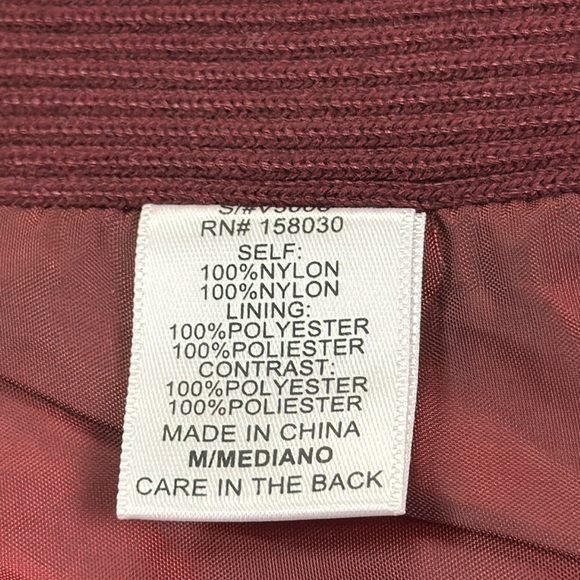 RN# 158030
SELF:
100%NYLON
100%NYLON
LINING:
100%POLYESTER
100%POLIESTER
CONTRAST:
100%POLYESTER
100%POLIESTER
MADE IN CHINA
M/MEDIANO
CARE IN THE BACK